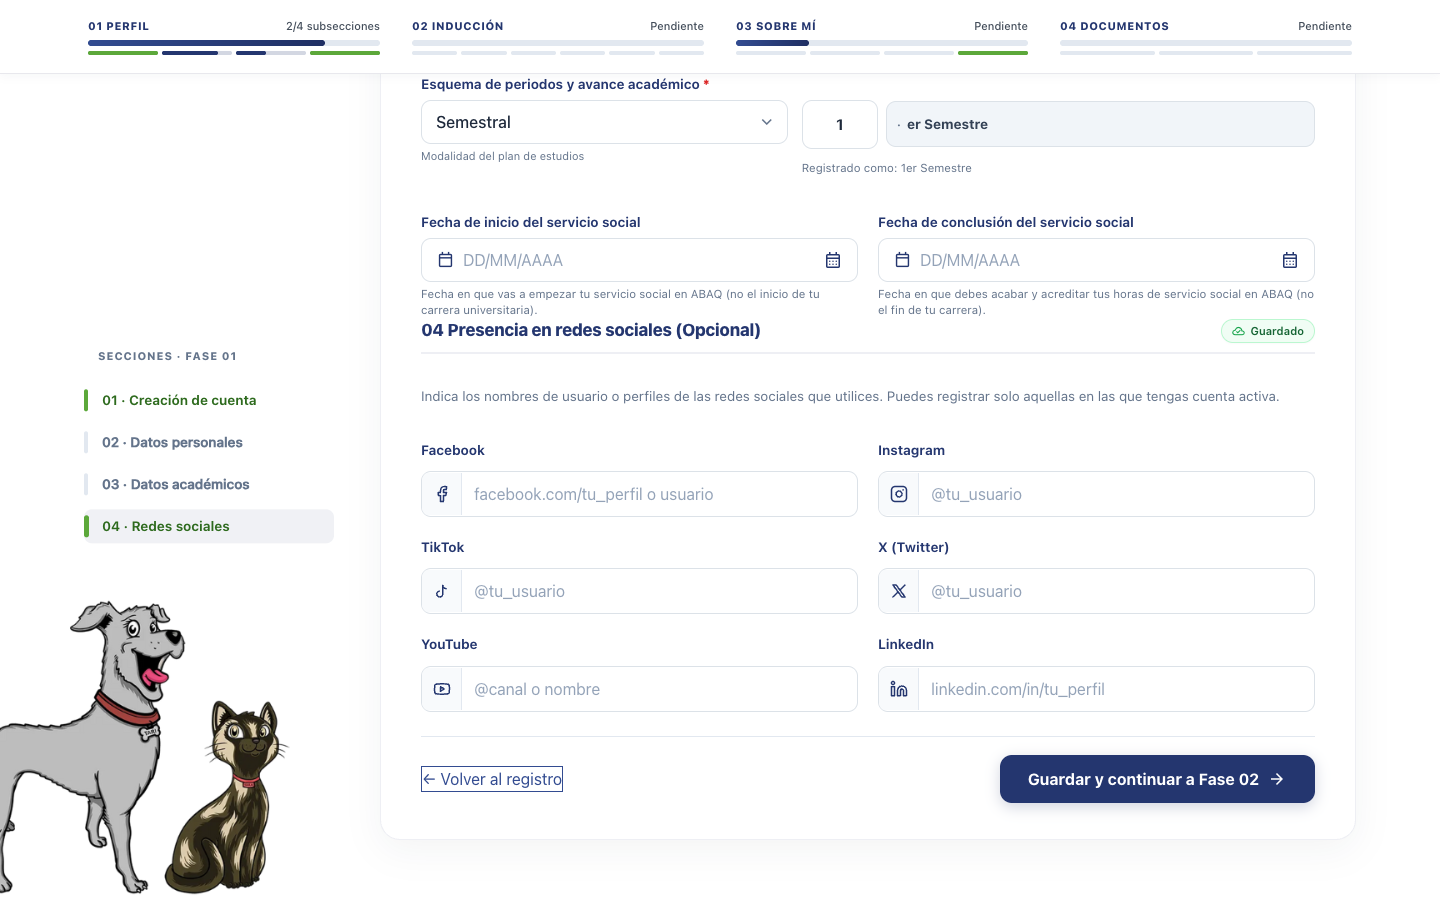 01 PERFIL
2/4 subsecciones
02 INDUCCIÓN
Pendiente
03 SOBRE MÍ
Pendiente
04 DOCUMENTOS
Pendiente
Esquema de periodos y avance académico *
Semestral
1
· er Semestre
Modalidad del plan de estudios
Registrado como: 1er Semestre
Fecha de inicio del servicio social
Fecha de conclusión del servicio social
DD/MM/AAAA
DD/MM/AAAA
Fecha en que vas a empezar tu servicio social en ABAQ (no el inicio de tu
carrera universitaria).
Fecha en que debes acabar y acreditar tus horas de servicio social en ABAQ (no
el fin de tu carrera).
04 Presencia en redes sociales (Opcional)
Guardado
SECCIONES · FASE 01
01 · Creación de cuenta
02 · Datos personales
03 · Datos académicos
04 · Redes sociales
Indica los nombres de usuario o perfiles de las redes sociales que utilices. Puedes registrar solo aquellas en las que tengas cuenta activa.
Facebook
Instagram
facebook.com/tu_perfil o usuario
@tu_usuario
TikTok
X (Twitter)
@tu_usuario
@tu_usuario
YouTube
LinkedIn
@canal o nombre
linkedin.com/in/tu_perfil
← Volver al registro
Guardar y continuar a Fase 02 →